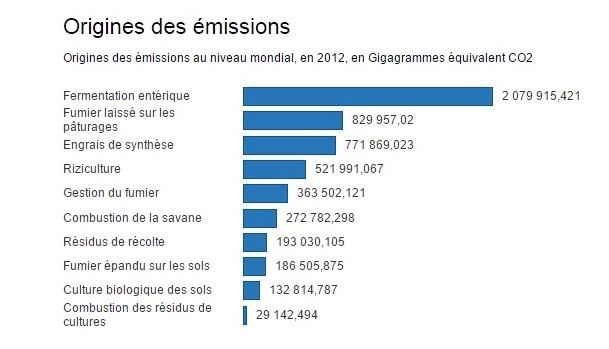 Origines des émissions
Origines des émissions au niveau mondial, en 2012, en Gigagrammes équivalent CO2
Fermentation entérique 2 079 915,421
Fumier laissé sur les
pâturages 829 957,02
Engrais de synthèse 771 869,023
Riziculture 521 991,067
Gestion du fumier 363 502,121
Combustion de la savane 272 782,298
Résidus de récolte 193 030,105
Fumier épandu sur les sols 186 505,875
Culture biologique des sols 132 814,787
Combustion des résidus de
cultures 29 142,494